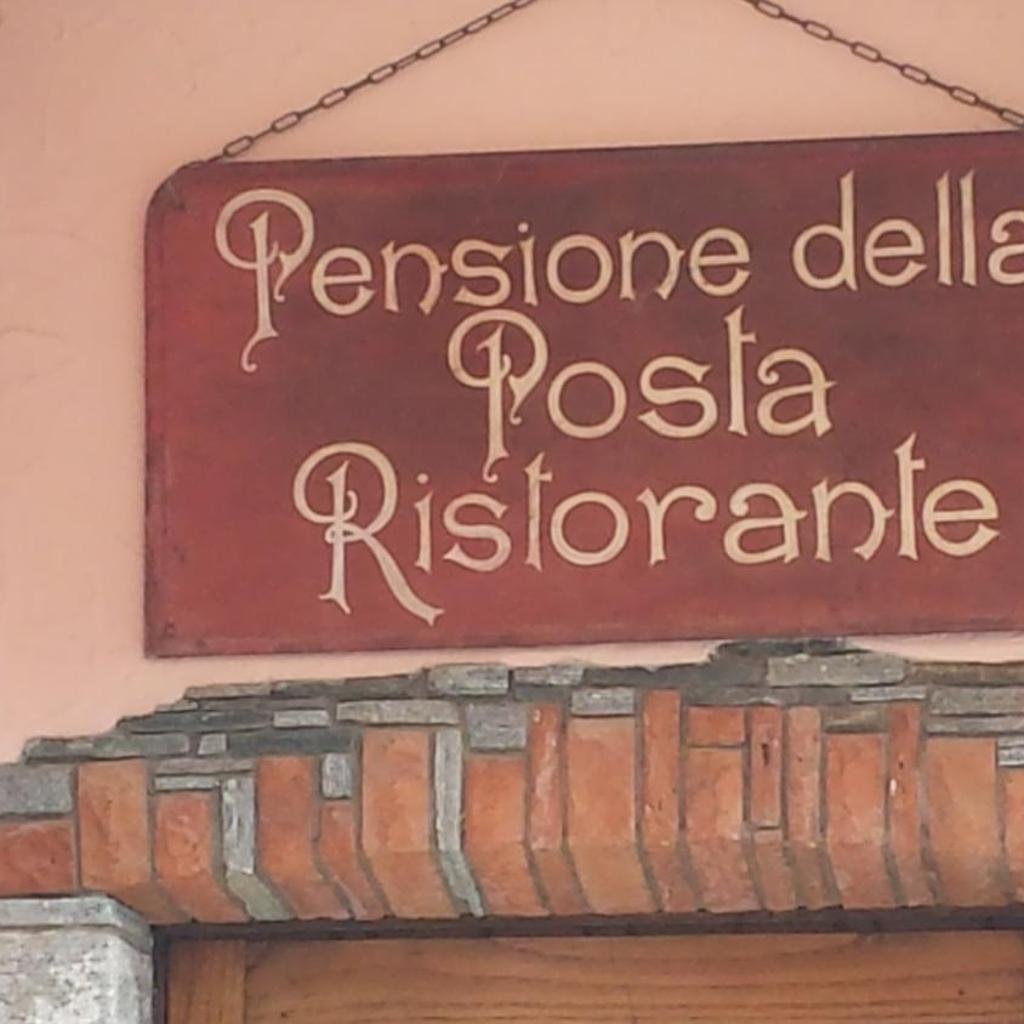 Pensione della
Posta
Ristorante